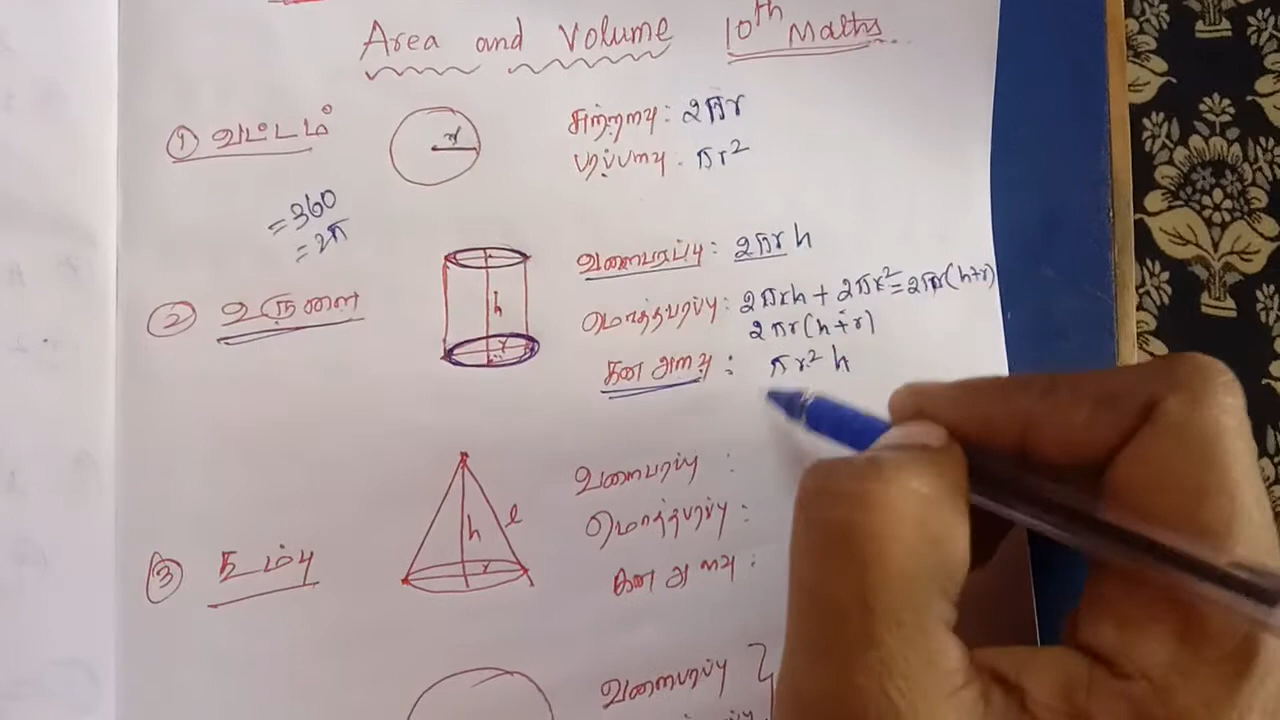 Area and Volume 10th Maths
① வட்டம்
r
சுற்றளவு : 2πr
பரப்பளவு . πr²
= 360
= 2π
② உருளை
h
r
வளைபரப்பு : 2πrh
மொத்தபரப்பு : 2πrh + 2πr² = 2πr(h+r)
2πr(h+r)
கன அளவு : πr² h
③ கூம்பு
h
l
r
வளைபரப்பு :
மொத்தபரப்பு :
கன அளவு :
வளைபரப்பு }